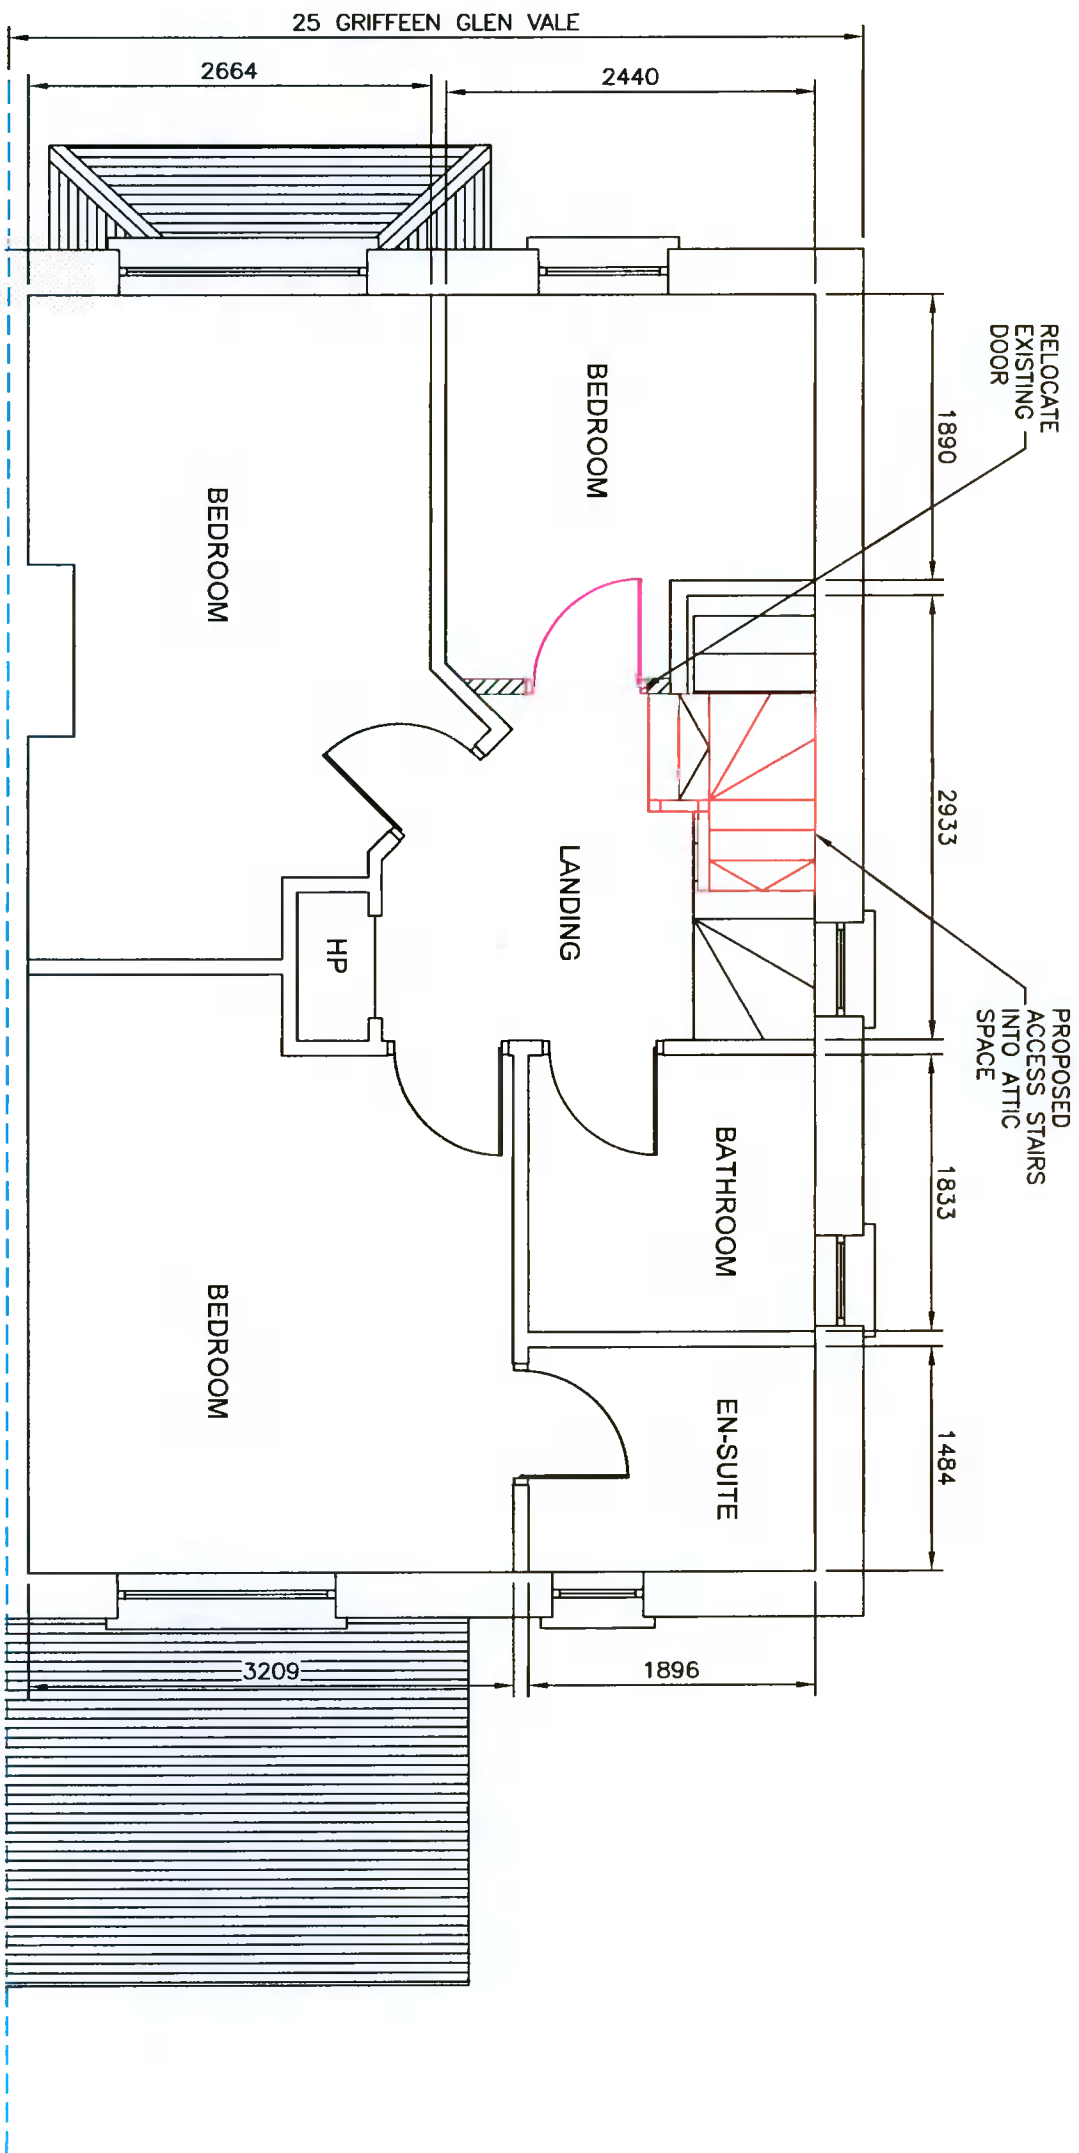 25 GRIFFEEN GLEN VALE
2664
2440
RELOCATE
EXISTING
DOOR
1890
2933
PROPOSED
ACCESS STAIRS
INTO ATTIC
SPACE
1833
1484
BEDROOM
BEDROOM
LANDING
HP
BATHROOM
EN-SUITE
BEDROOM
3209
1896